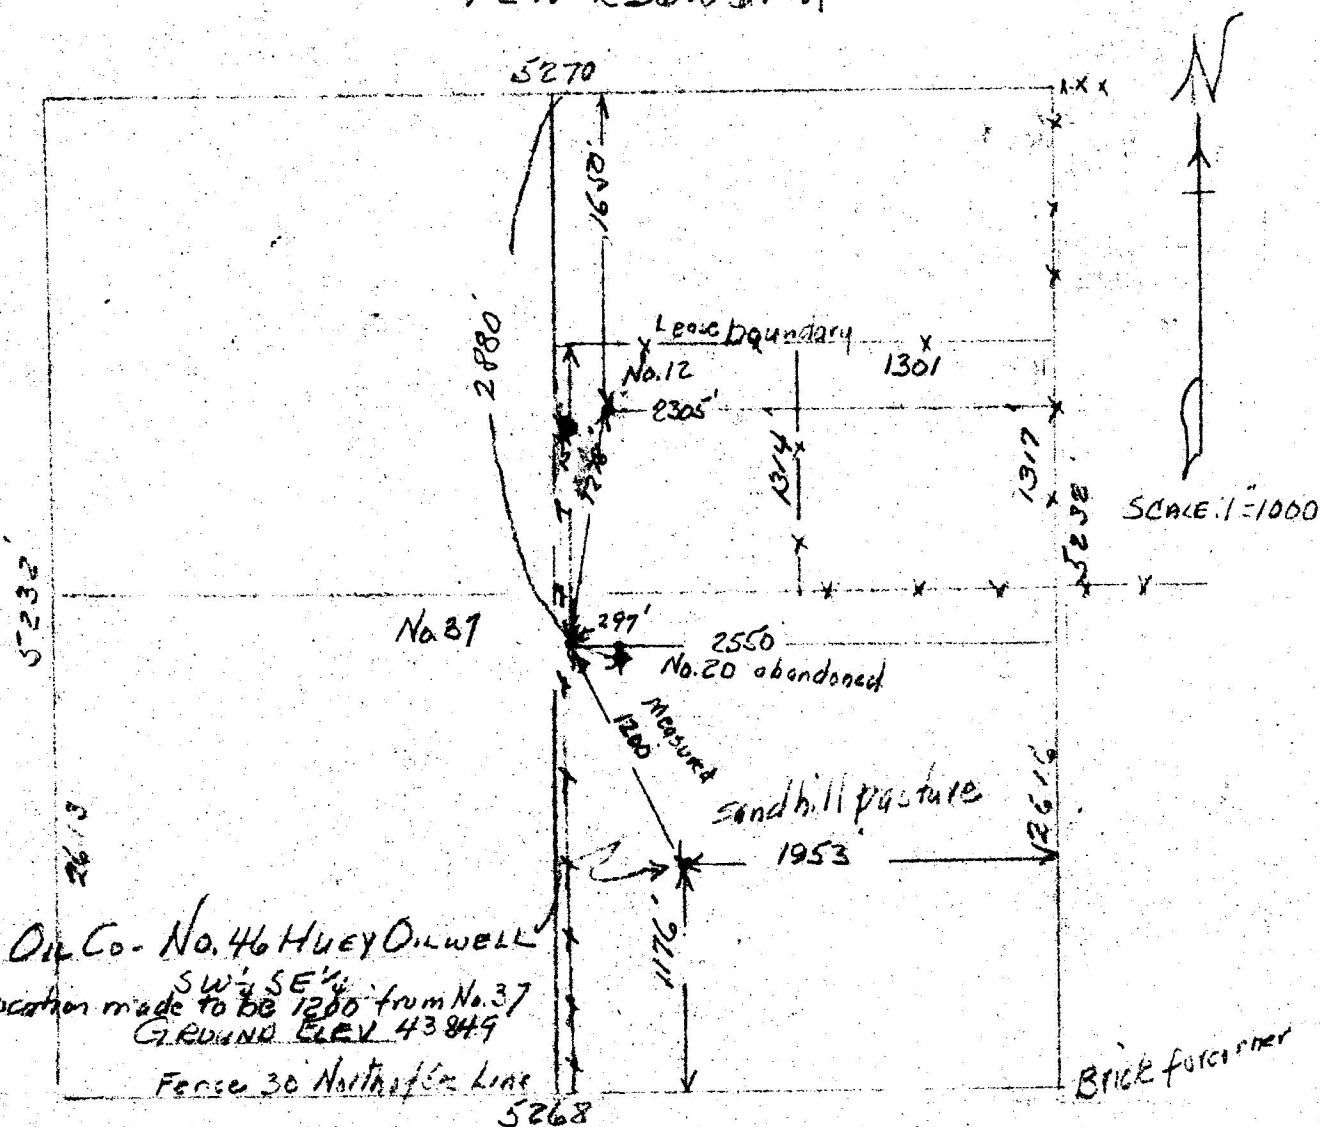 5270
N
1650'
2880'
Lease boundary
No. 12
1301
2305'
1314
1317'
5238'
SCALE: 1"=1000
5232'
No. 37
297'
2550
No. 20 abandoned
Measured
1200'
Sandhill pasture
2616
2613
1953'
1176'
OIL Co - No. 46 HUEY OILWELL
SW¼ SE¼
ocation made to be 1200' from No. 37
GROUND ELEV 43849
Fence 30' North of Sec Line
5268
Brick for corner